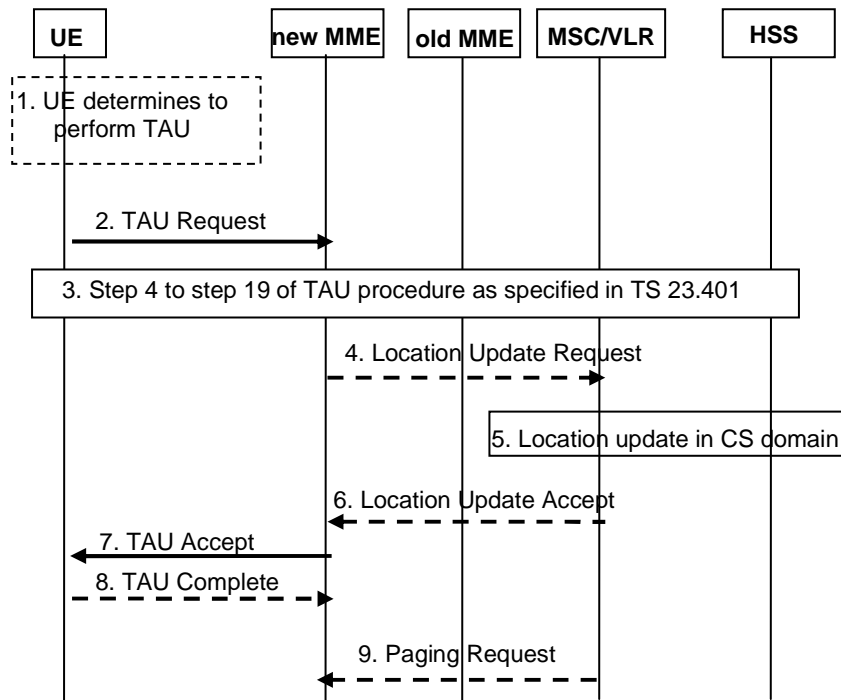 UE new MME old MME MSC/VLR HSS
1. UE determines to
perform TAU
2. TAU Request
3. Step 4 to step 19 of TAU procedure as specified in TS 23.401
4. Location Update Request
5. Location update in CS domain
6. Location Update Accept
7. TAU Accept
8. TAU Complete
9. Paging Request